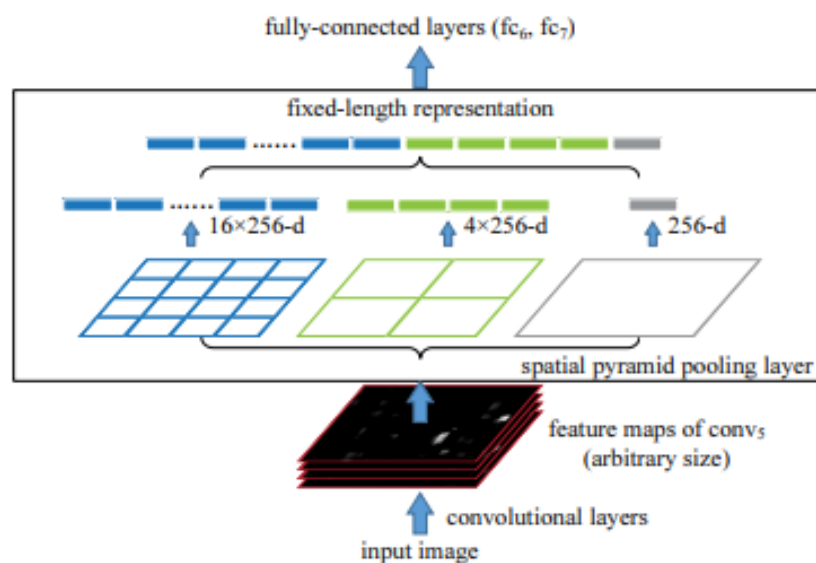 fully-connected layers (fc₆, fc₇)
fixed-length representation
......
......
16×256-d
4×256-d
256-d
spatial pyramid pooling layer
feature maps of conv₅
(arbitrary size)
convolutional layers
input image